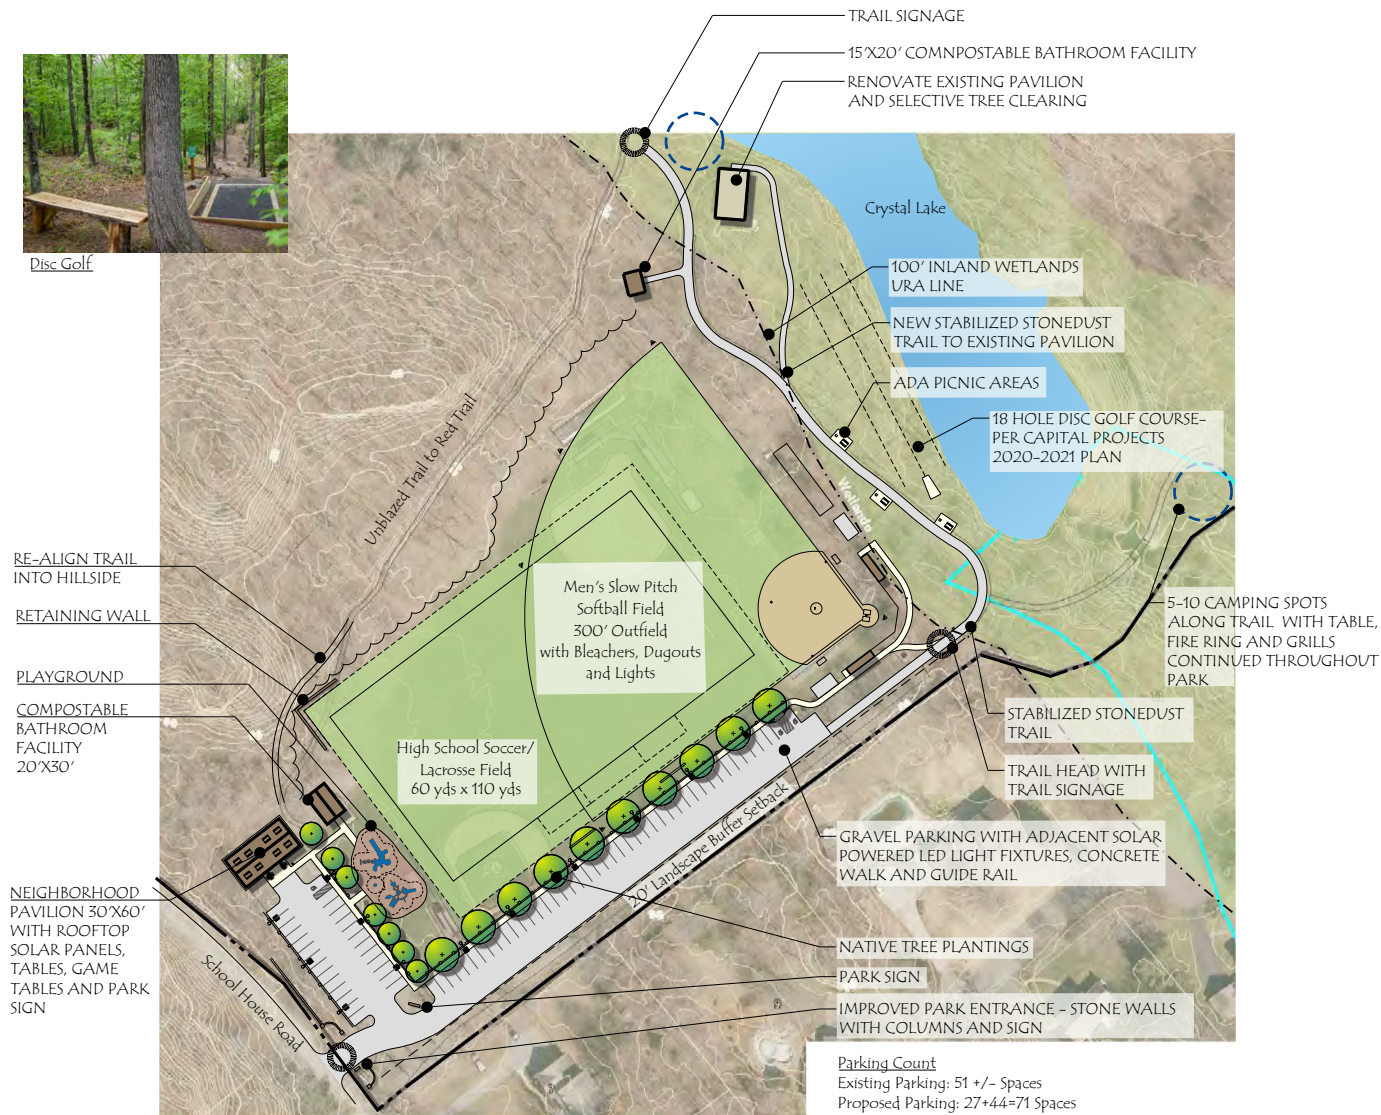 TRAIL SIGNAGE
15'X20' COMNPOSTABLE BATHROOM FACILITY
RENOVATE EXISTING PAVILION
AND SELECTIVE TREE CLEARING
Disc Golf
Crystal Lake
100' INLAND WETLANDS
URA LINE
NEW STABILIZED STONEDUST
TRAIL TO EXISTING PAVILION
ADA PICNIC AREAS
18 HOLE DISC GOLF COURSE-
PER CAPITAL PROJECTS
2020-2021 PLAN
Unblazed Trail to Red Trail
Wetlands
RE-ALIGN TRAIL
INTO HILLSIDE
RETAINING WALL
PLAYGROUND
COMPOSTABLE
BATHROOM
FACILITY
20'X30'
Men's Slow Pitch
Softball Field
300' Outfield
with Bleachers, Dugouts
and Lights
5-10 CAMPING SPOTS
ALONG TRAIL WITH TABLE,
FIRE RING AND GRILLS
CONTINUED THROUGHOUT
PARK
STABILIZED STONEDUST
TRAIL
High School Soccer/
Lacrosse Field
60 yds x 110 yds
TRAIL HEAD WITH
TRAIL SIGNAGE
20' Landscape Buffer Setback
GRAVEL PARKING WITH ADJACENT SOLAR
POWERED LED LIGHT FIXTURES, CONCRETE
WALK AND GUIDE RAIL
NEIGHBORHOOD
PAVILION 30'X60'
WITH ROOFTOP
SOLAR PANELS,
TABLES, GAME
TABLES AND PARK
SIGN
School House Road
NATIVE TREE PLANTINGS
PARK SIGN
IMPROVED PARK ENTRANCE - STONE WALLS
WITH COLUMNS AND SIGN
Parking Count
Existing Parking: 51 +/- Spaces
Proposed Parking: 27+44=71 Spaces